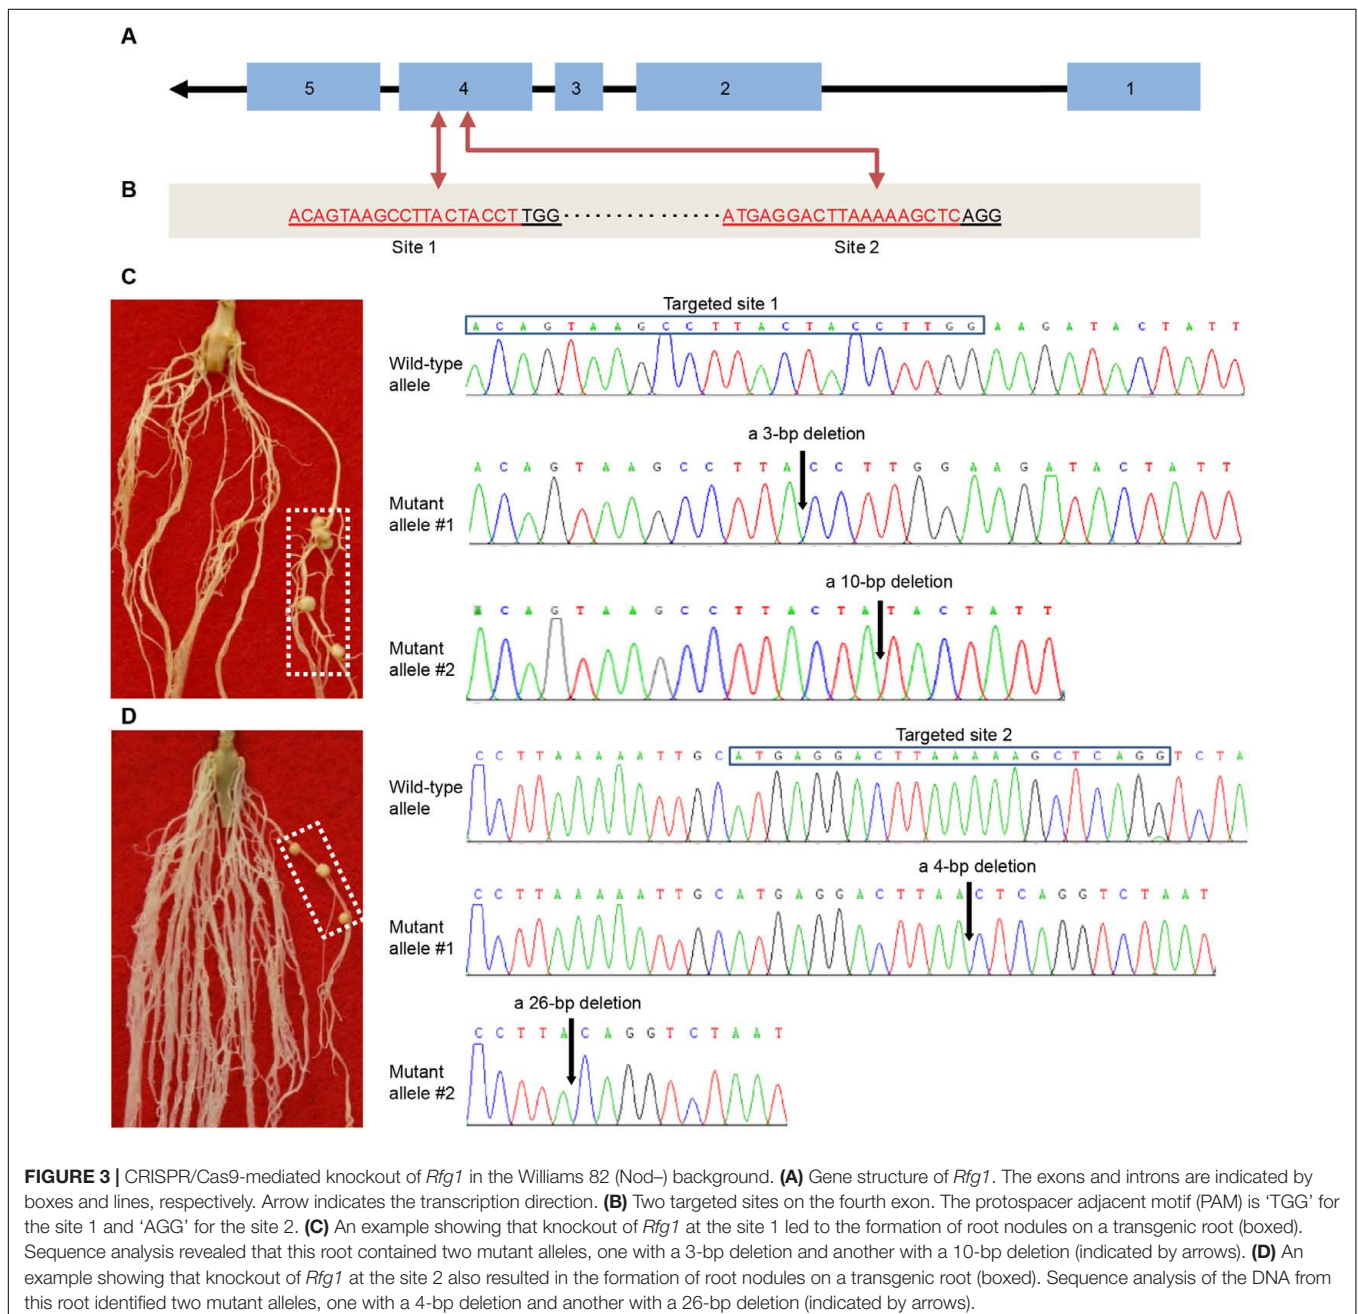 A
5 4 3 2 1
B
ACAGTAAGCCTTACTACCTTGG················ATGAGGACTTAAAAAGCTCAGG
Site 1 Site 2
C
Targeted site 1
A C A G T A A G C C T T A C T A C C T T G G A A G A T A C T A T T
Wild-type
allele
a 3-bp deletion
A C A G T A A G C C T T A C C T T G G A A G A T A C T A T T
Mutant
allele #1
a 10-bp deletion
A C A G T A A G C C T T A C T A T A C T A T T
Mutant
allele #2
D
Targeted site 2
C C T T A A A A A T T G C A T G A G G A C T T A A A A A G C T C A G G T C T A
Wild-type
allele
a 4-bp deletion
C C T T A A A A A T T G C A T G A G G A C T T A A C T C A G G T C T A A T
Mutant
allele #1
a 26-bp deletion
C C T T A C A G G T C T A A T
Mutant
allele #2
FIGURE 3 | CRISPR/Cas9-mediated knockout of Rfg1 in the Williams 82 (Nod–) background. (A) Gene structure of Rfg1. The exons and introns are indicated by
boxes and lines, respectively. Arrow indicates the transcription direction. (B) Two targeted sites on the fourth exon. The protospacer adjacent motif (PAM) is ‘TGG’ for
the site 1 and ‘AGG’ for the site 2. (C) An example showing that knockout of Rfg1 at the site 1 led to the formation of root nodules on a transgenic root (boxed).
Sequence analysis revealed that this root contained two mutant alleles, one with a 3-bp deletion and another with a 10-bp deletion (indicated by arrows). (D) An
example showing that knockout of Rfg1 at the site 2 also resulted in the formation of root nodules on a transgenic root (boxed). Sequence analysis of the DNA from
this root identified two mutant alleles, one with a 4-bp deletion and another with a 26-bp deletion (indicated by arrows).